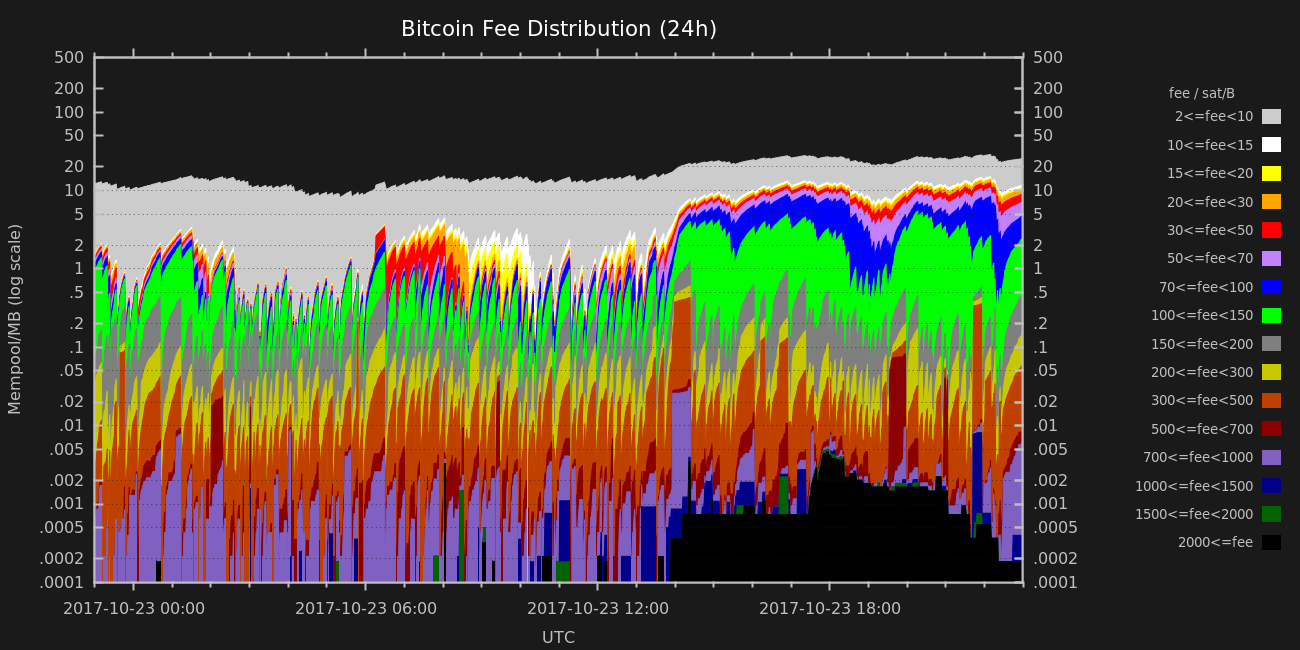 Bitcoin Fee Distribution (24h)
500
200
100
50
20
10
5
2
1
.5
.2
.1
.05
.02
.01
.005
.002
.001
.0005
.0002
.0001
Mempool/MB (log scale)
500
200
100
50
20
10
5
2
1
.5
.2
.1
.05
.02
.01
.005
.002
.001
.0005
.0002
.0001
2017-10-23 00:00
2017-10-23 06:00
2017-10-23 12:00
2017-10-23 18:00
UTC
fee / sat/B
2<=fee<10
10<=fee<15
15<=fee<20
20<=fee<30
30<=fee<50
50<=fee<70
70<=fee<100
100<=fee<150
150<=fee<200
200<=fee<300
300<=fee<500
500<=fee<700
700<=fee<1000
1000<=fee<1500
1500<=fee<2000
2000<=fee